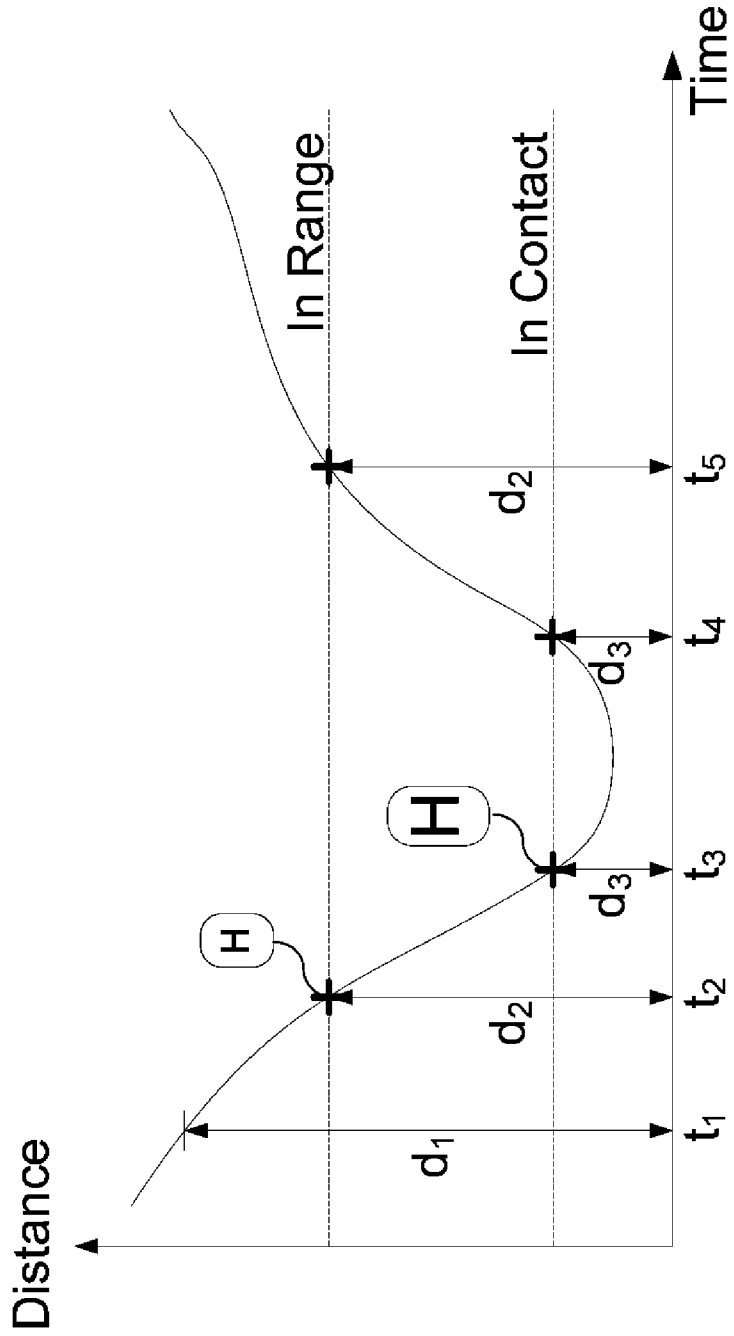 Distance
H
In Range
H
In Contact
d₁
d₂
d₃
d₃
d₂
t₁
t₂
t₃
t₄
t₅
Time